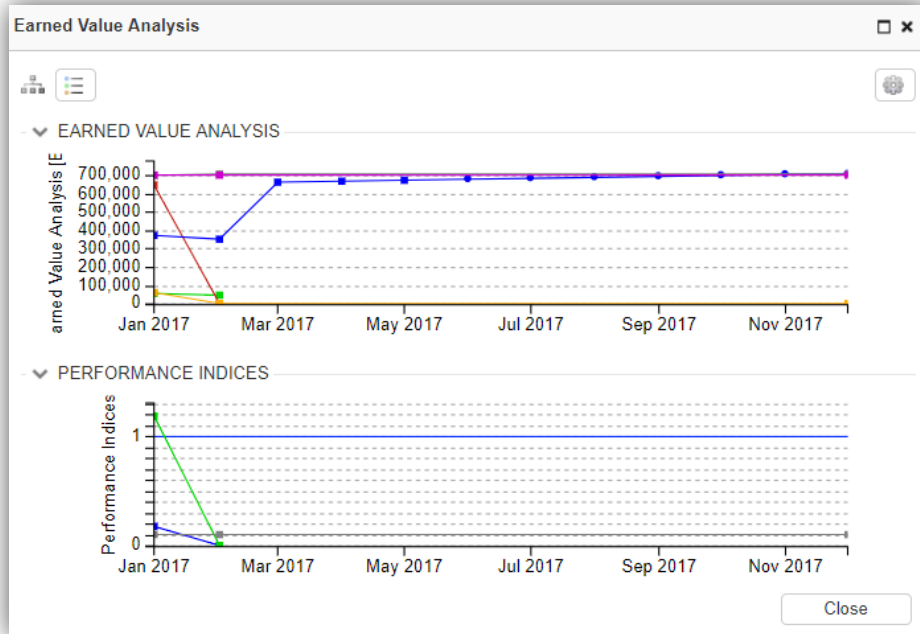 Earned Value Analysis
EARNED VALUE ANALYSIS
arned Value Analysis [E
700,000
600,000
500,000
400,000
300,000
200,000
100,000
0
Jan 2017 Mar 2017 May 2017 Jul 2017 Sep 2017 Nov 2017
PERFORMANCE INDICES
Performance Indices
1
0
Jan 2017 Mar 2017 May 2017 Jul 2017 Sep 2017 Nov 2017
Close